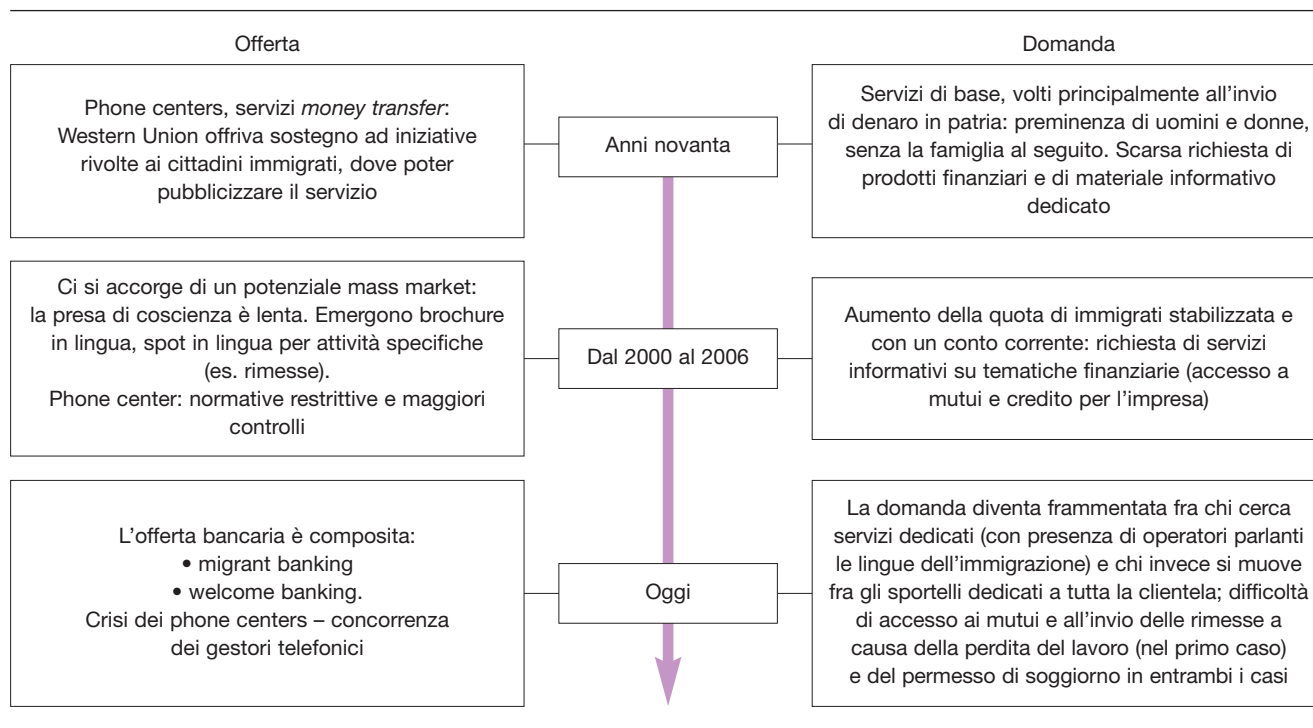 Offerta
Domanda
Phone centers, servizi money transfer:
Western Union offriva sostegno ad iniziative
rivolte ai cittadini immigrati, dove poter
pubblicizzare il servizio
Anni novanta
Servizi di base, volti principalmente all'invio
di denaro in patria: preminenza di uomini e donne,
senza la famiglia al seguito. Scarsa richiesta di
prodotti finanziari e di materiale informativo
dedicato
Ci si accorge di un potenziale mass market:
la presa di coscienza è lenta. Emergono brochure
in lingua, spot in lingua per attività specifiche
(es. rimesse).
Phone center: normative restrittive e maggiori
controlli
Dal 2000 al 2006
Aumento della quota di immigrati stabilizzata e
con un conto corrente: richiesta di servizi
informativi su tematiche finanziarie (accesso a
mutui e credito per l'impresa)
L'offerta bancaria è composita:
• migrant banking
• welcome banking.
Crisi dei phone centers – concorrenza
dei gestori telefonici
Oggi
La domanda diventa frammentata fra chi cerca
servizi dedicati (con presenza di operatori parlanti
le lingue dell'immigrazione) e chi invece si muove
fra gli sportelli dedicati a tutta la clientela; difficoltà
di accesso ai mutui e all'invio delle rimesse a
causa della perdita del lavoro (nel primo caso)
e del permesso di soggiorno in entrambi i casi